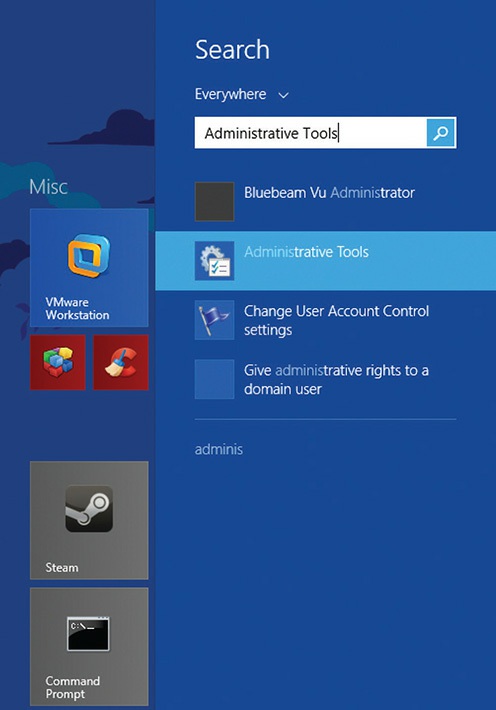 Search
Everywhere
Administrative Tools
Bluebeam Vu Administrator
Administrative Tools
Change User Account Control
settings
Give administrative rights to a
domain user
adminis
Misc
VMware
Workstation
Steam
C:\_
Command
Prompt